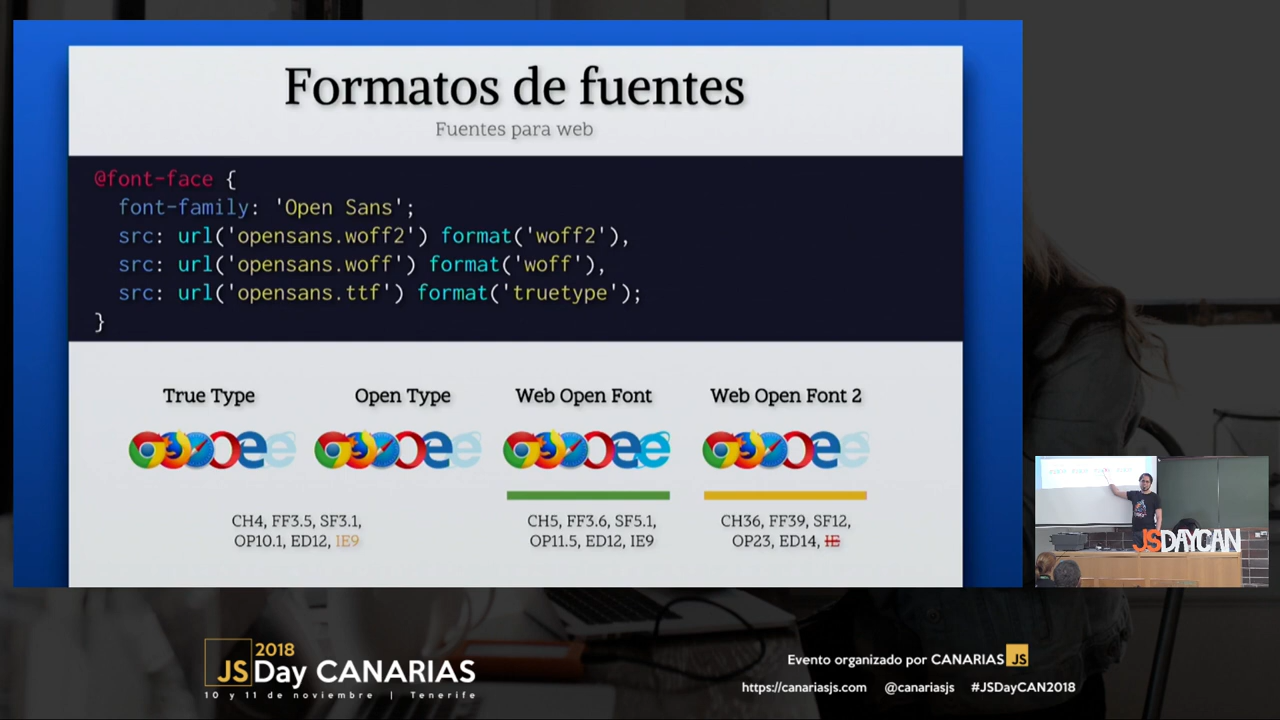 Formatos de fuentes
Fuentes para web
@font-face {
font-family: 'Open Sans';
src: url('opensans.woff2') format('woff2'),
src: url('opensans.woff') format('woff'),
src: url('opensans.ttf') format('truetype');
}
True Type
Open Type
Web Open Font
Web Open Font 2
CH4, FF3.5, SF3.1,
OP10.1, ED12, IE9
CH5, FF3.6, SF5.1,
OP11.5, ED12, IE9
CH36, FF39, SF12,
OP23, ED14, IE
JSDAYCAN
2018
JSDay CANARIAS
10 y 11 de noviembre | Tenerife
Evento organizado por CANARIAS JS
https://canariasjs.com @canariasjs #JSDayCAN2018